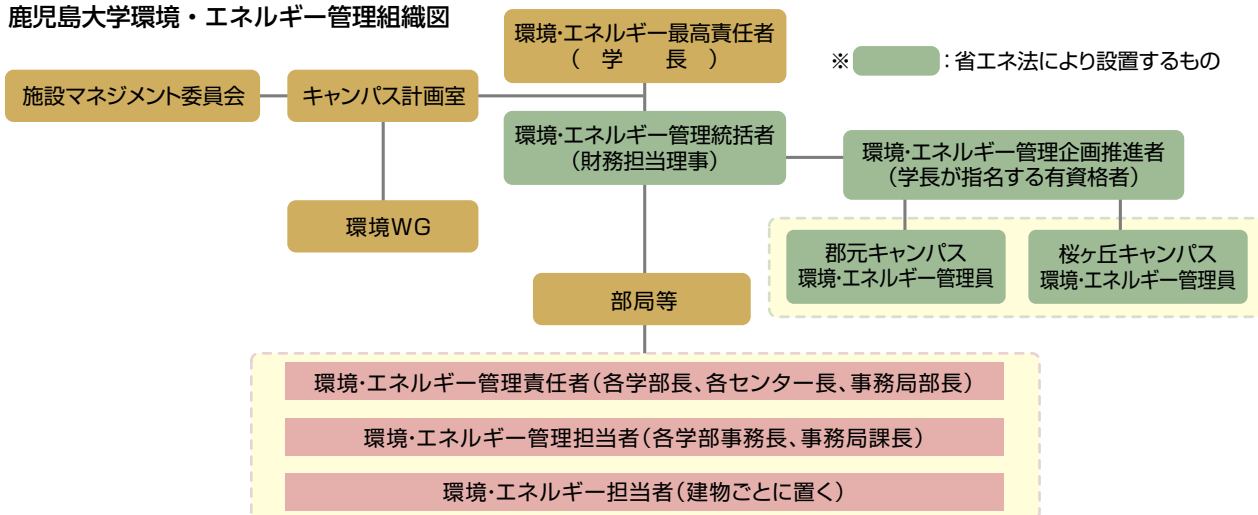 鹿児島大学環境・エネルギー管理組織図
環境・エネルギー最高責任者
(学長)
※ :省エネ法により設置するもの
施設マネジメント委員会
キャンパス計画室
環境・エネルギー管理統括者
(財務担当理事)
環境・エネルギー管理企画推進者
(学長が指名する有資格者)
環境WG
郡元キャンパス
環境・エネルギー管理員
桜ヶ丘キャンパス
環境・エネルギー管理員
部局等
環境・エネルギー管理責任者(各学部長、各センター長、事務局部長)
環境・エネルギー管理担当者(各学部事務長、事務局課長)
環境・エネルギー担当者(建物ごとに置く)